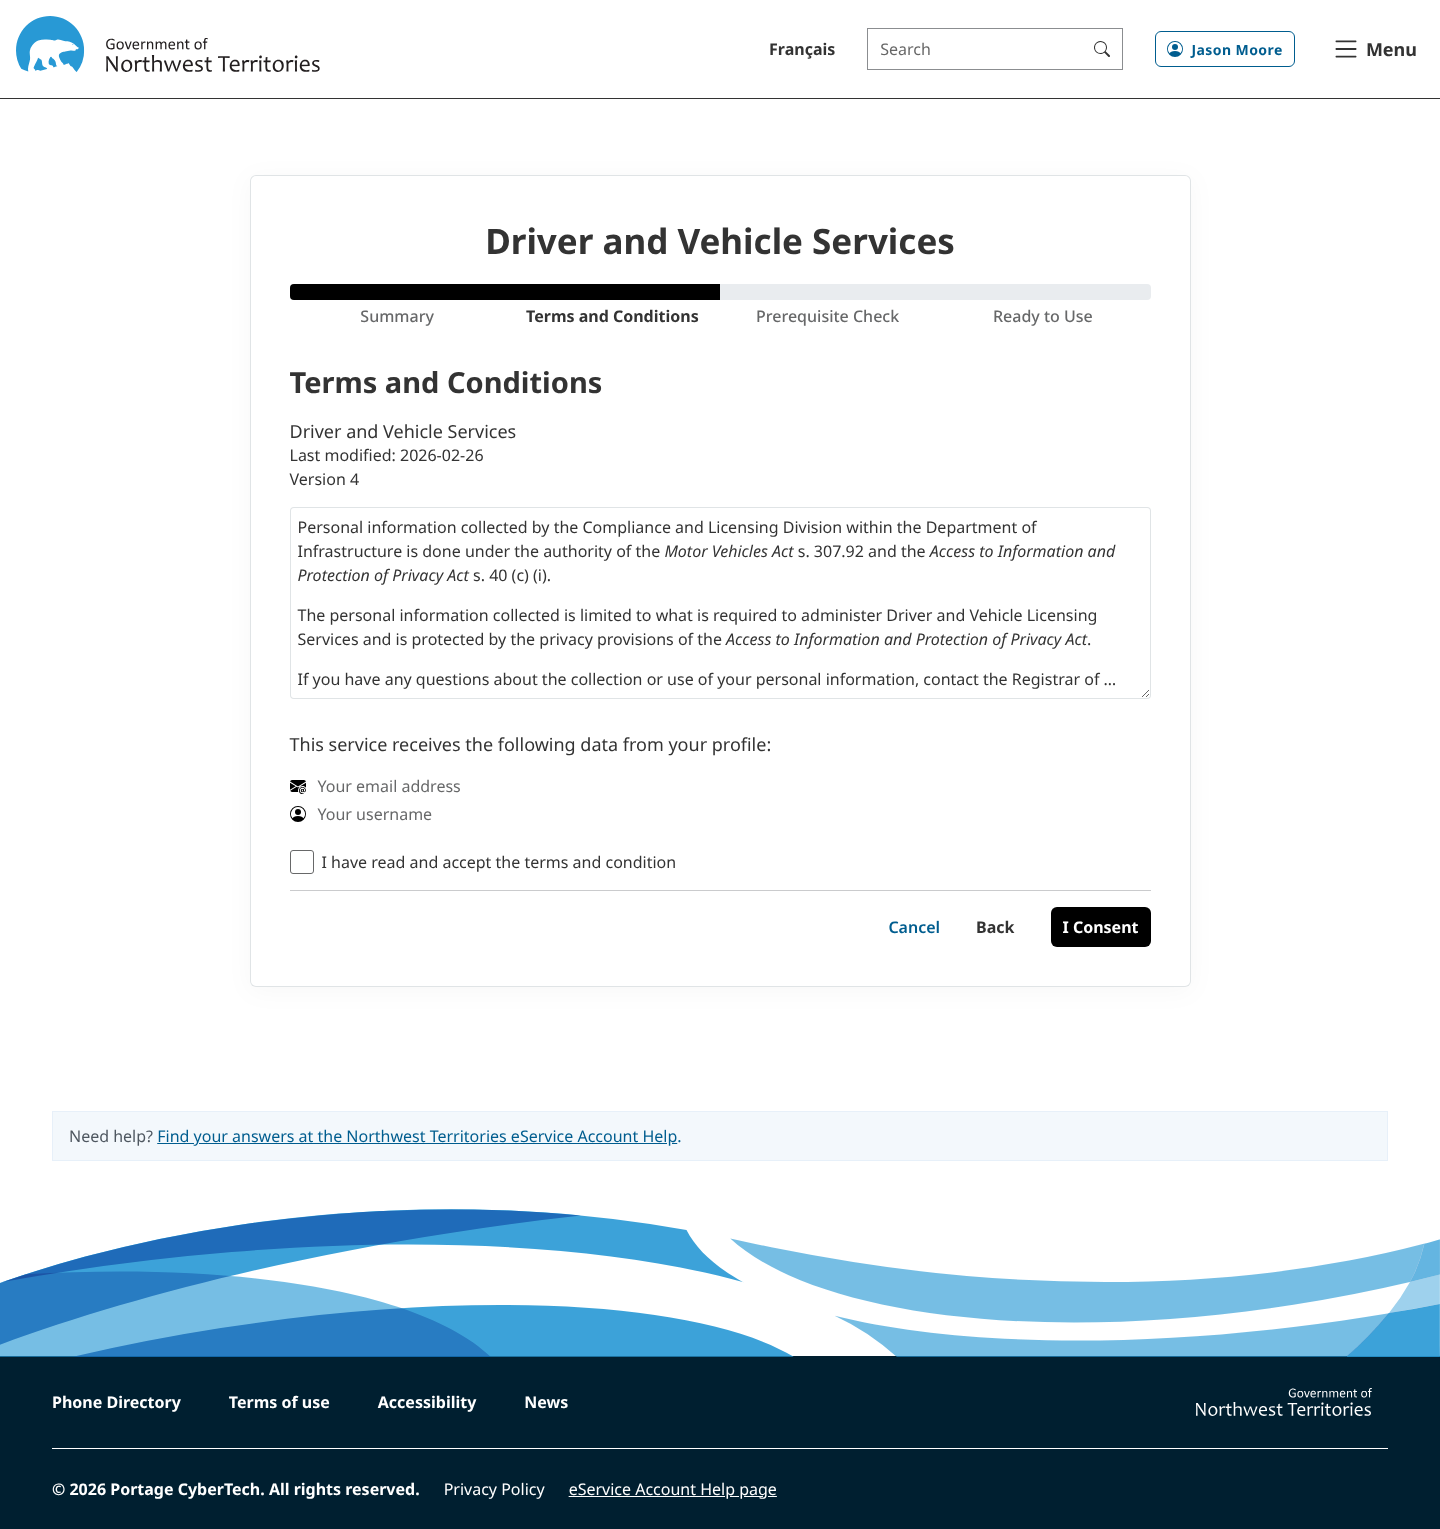 Government of
Northwest Territories
Français
Search
Jason Moore
Menu
Driver and Vehicle Services
Summary
Terms and Conditions
Prerequisite Check
Ready to Use
Terms and Conditions
Driver and Vehicle Services
Last modified: 2026-02-26
Version 4
Personal information collected by the Compliance and Licensing Division within the Department of
Infrastructure is done under the authority of the Motor Vehicles Act s. 307.92 and the Access to Information and
Protection of Privacy Act s. 40 (c) (i).
The personal information collected is limited to what is required to administer Driver and Vehicle Licensing
Services and is protected by the privacy provisions of the Access to Information and Protection of Privacy Act.
If you have any questions about the collection or use of your personal information, contact the Registrar of ...
This service receives the following data from your profile:
Your email address
Your username
I have read and accept the terms and condition
Cancel
Back
I Consent
Need help? Find your answers at the Northwest Territories eService Account Help.
Phone Directory
Terms of use
Accessibility
News
Government of
Northwest Territories
© 2026 Portage CyberTech. All rights reserved.
Privacy Policy
eService Account Help page